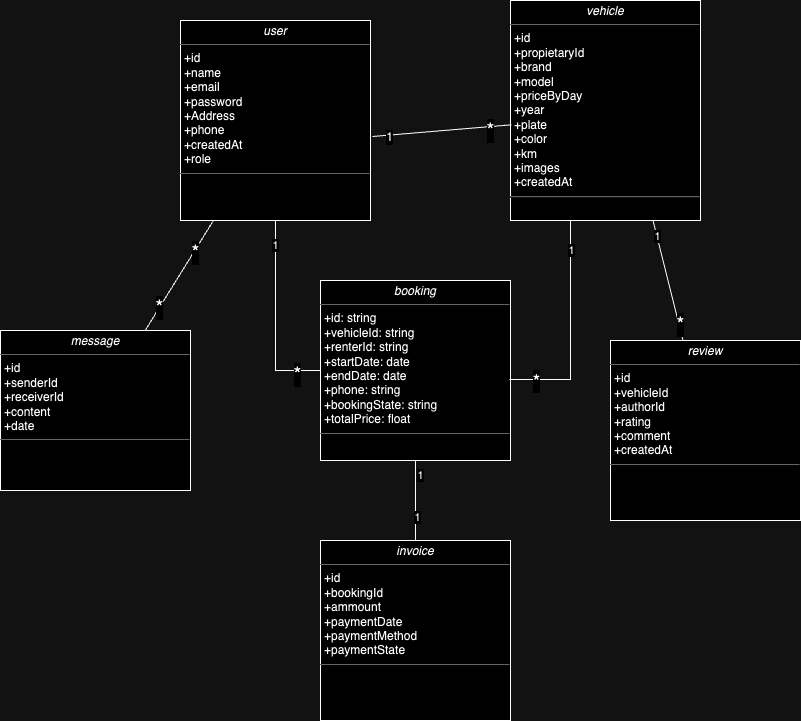 user
+id
+name
+email
+password
+Address
+phone
+createdAt
+role
vehicle
+id
+propietaryId
+brand
+model
+priceByDay
+year
+plate
+color
+km
+images
+createdAt
1
*
*
*
1
*
1
*
1
*
message
+id
+senderId
+receiverId
+content
+date
booking
+id: string
+vehicleId: string
+renterId: string
+startDate: date
+endDate: date
+phone: string
+bookingState: string
+totalPrice: float
review
+id
+vehicleId
+authorId
+rating
+comment
+createdAt
1
1
invoice
+id
+bookingId
+ammount
+paymentDate
+paymentMethod
+paymentState